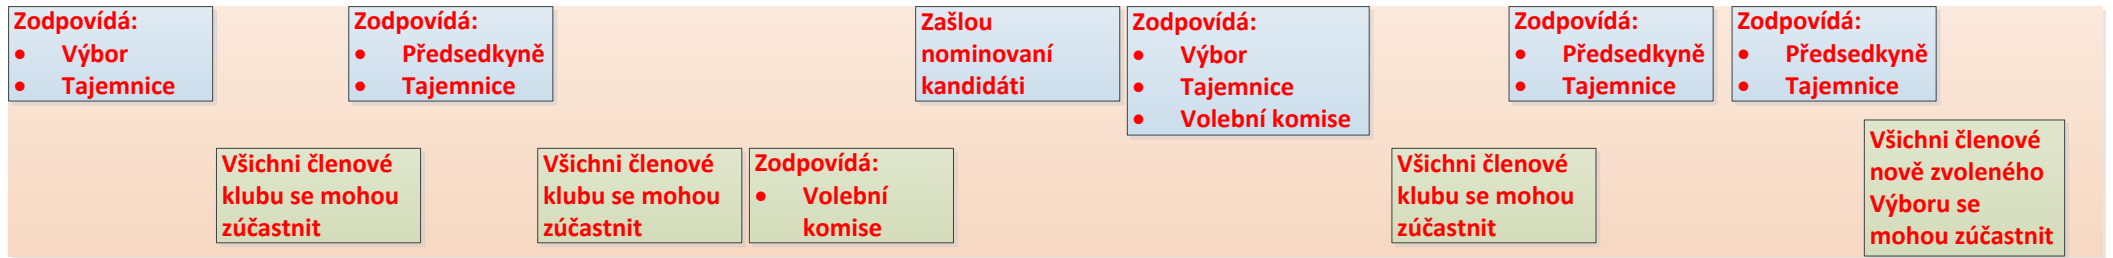 Zodpovídá:
• Výbor
• Tajemnice
Zodpovídá:
• Předsedkyně
• Tajemnice
Zašlou
nominovaní
kandidáti
Zodpovídá:
• Výbor
• Tajemnice
• Volební komise
Zodpovídá:
• Předsedkyně
• Tajemnice
Zodpovídá:
• Předsedkyně
• Tajemnice
Všichni členové
klubu se mohou
zúčastnit
Všichni členové
klubu se mohou
zúčastnit
Zodpovídá:
• Volební
komise
Všichni členové
klubu se mohou
zúčastnit
Všichni členové
nově zvoleného
Výboru se
mohou zúčastnit